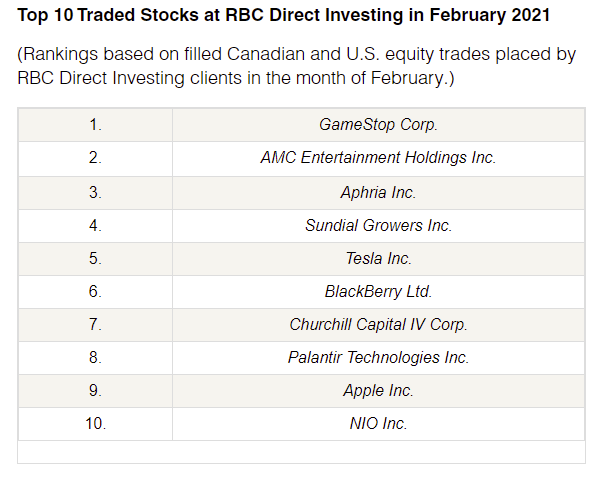 Top 10 Traded Stocks at RBC Direct Investing in February 2021
(Rankings based on filled Canadian and U.S. equity trades placed by
RBC Direct Investing clients in the month of February.)
1. GameStop Corp.
2. AMC Entertainment Holdings Inc.
3. Aphria Inc.
4. Sundial Growers Inc.
5. Tesla Inc.
6. BlackBerry Ltd.
7. Churchill Capital IV Corp.
8. Palantir Technologies Inc.
9. Apple Inc.
10. NIO Inc.